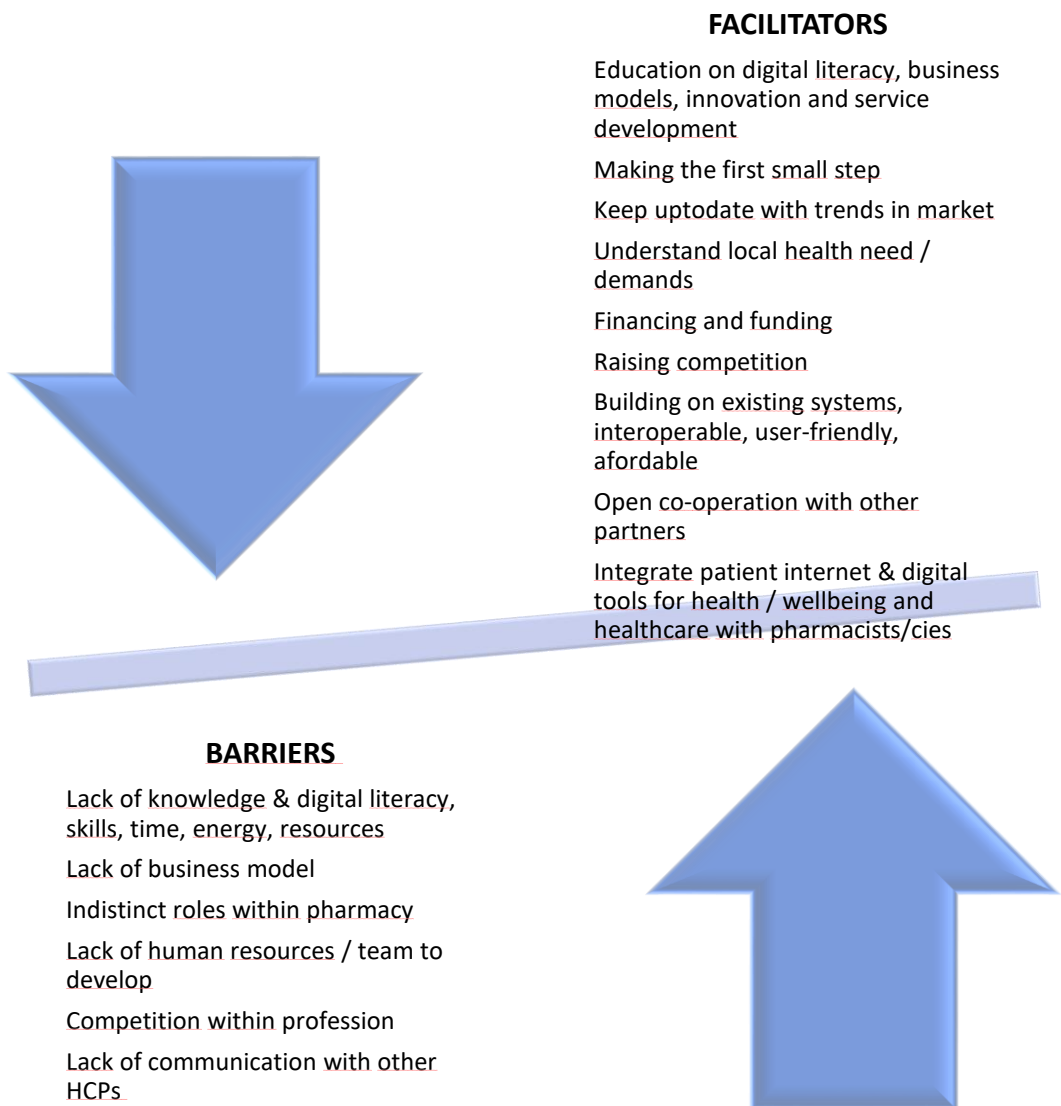 FACILITATORS
Education on digital literacy, business
models, innovation and service
development
Making the first small step
Keep uptodate with trends in market
Understand local health need /
demands
Financing and funding
Raising competition
Building on existing systems,
interoperable, user-friendly,
afordable
Open co-operation with other
partners
Integrate patient internet & digital
tools for health / wellbeing and
healthcare with pharmacists/cies
BARRIERS
Lack of knowledge & digital literacy,
skills, time, energy, resources
Lack of business model
Indistinct roles within pharmacy
Lack of human resources / team to
develop
Competition within profession
Lack of communication with other
HCPs